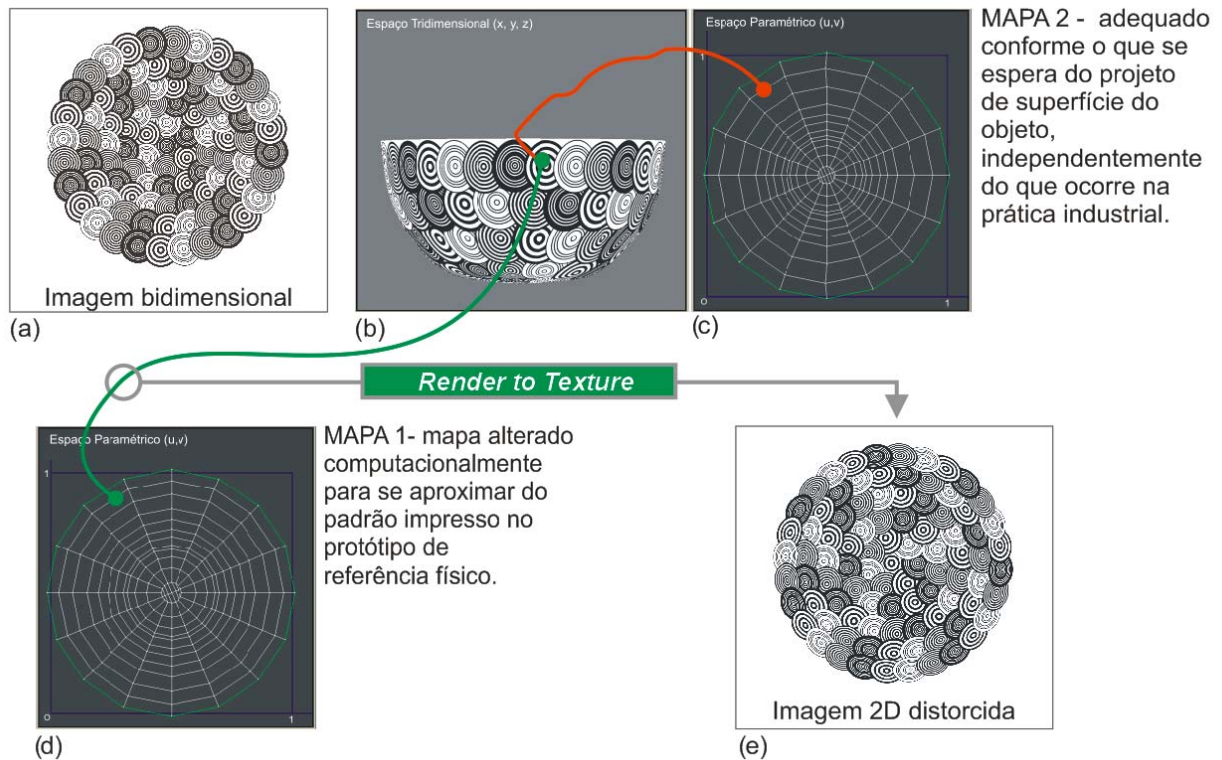 Imagem bidimensional
(a)
Espaço Tridimensional (x, y, z)
(b)
Espaço Paramétrico (u,v)
1
0
1
(c)
MAPA 2 - adequado
conforme o que se
espera do projeto
de superfície do
objeto,
independentemente
do que ocorre na
prática industrial.
Render to Texture
Espaço Paramétrico (u,v)
1
0
1
(d)
MAPA 1- mapa alterado
computacionalmente
para se aproximar do
padrão impresso no
protótipo de
referência físico.
Imagem 2D distorcida
(e)